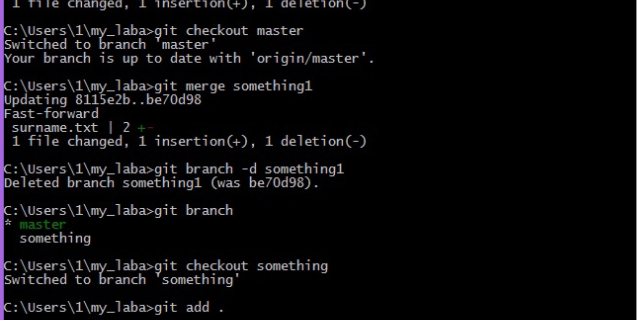 1 file changed, 1 insertion(+), 1 deletion(-)
C:\Users\1\my_laba>git checkout master
Switched to branch 'master'
Your branch is up to date with 'origin/master'.
C:\Users\1\my_laba>git merge something1
Updating 8115e2b..be70d98
Fast-forward
surname.txt | 2 +-
1 file changed, 1 insertion(+), 1 deletion(-)
C:\Users\1\my_laba>git branch -d something1
Deleted branch something1 (was be70d98).
C:\Users\1\my_laba>git branch
* master
something
C:\Users\1\my_laba>git checkout something
Switched to branch 'something'
C:\Users\1\my_laba>git add .